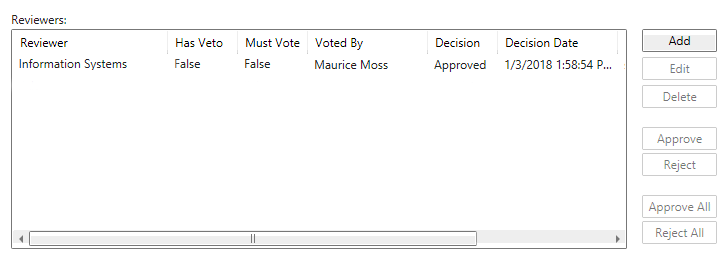 Reviewers:
Reviewer Has Veto Must Vote Voted By Decision Decision Date
Information Systems False False Maurice Moss Approved 1/3/2018 1:58:54 P...
Add
Edit
Delete
Approve
Reject
Approve All
Reject All